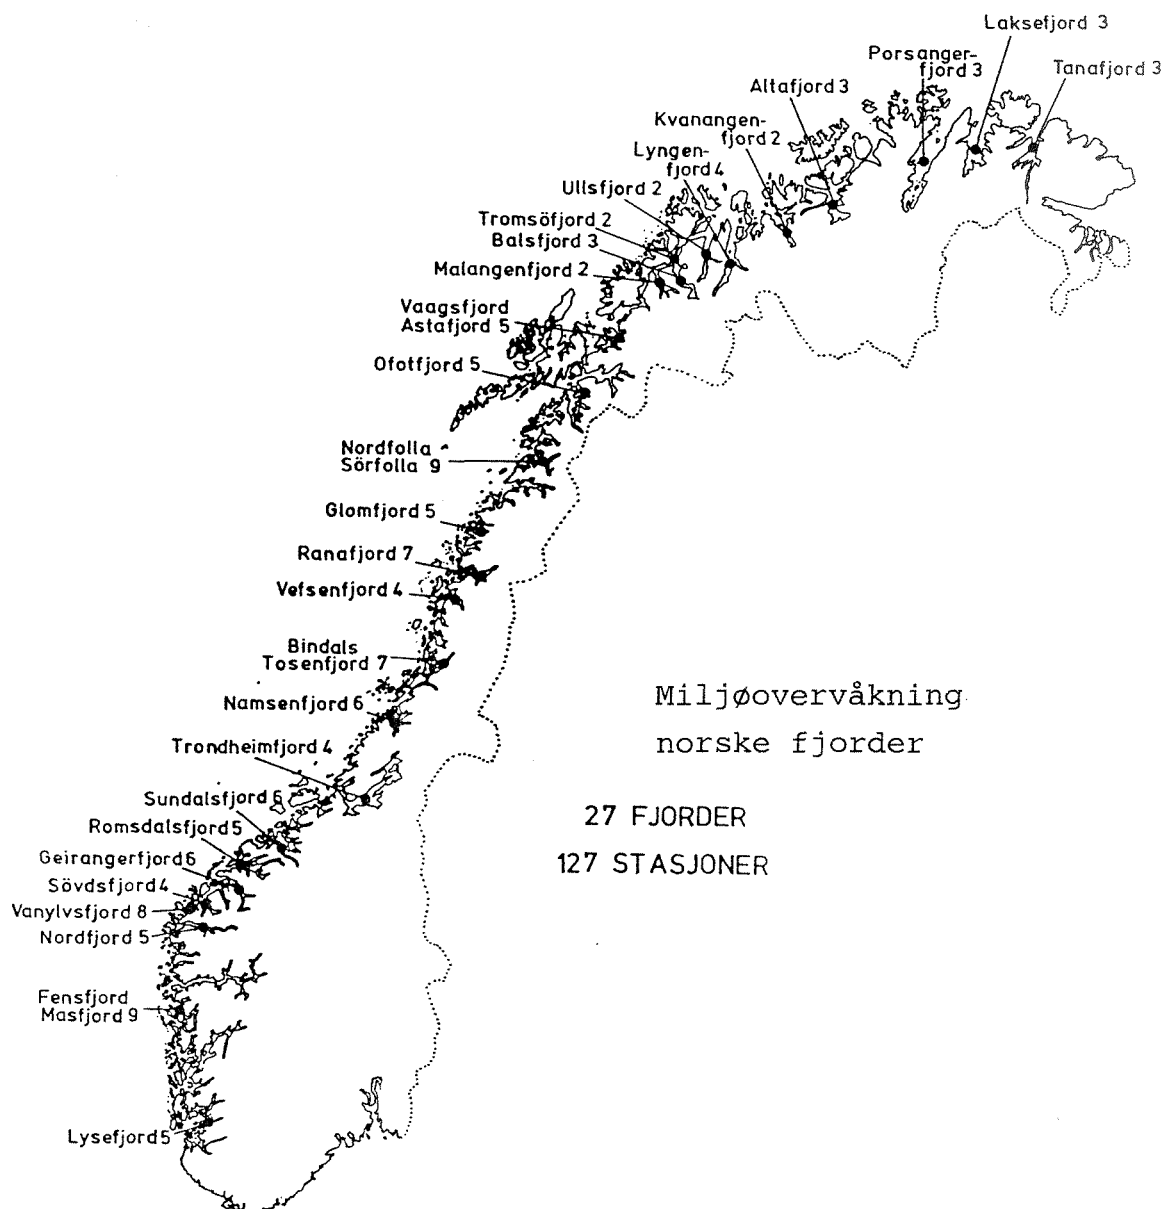 Laksefjord 3
Porsanger-
fjord 3
Tanafjord 3
Altafjord 3
Kvanangen-
fjord 2
Lyngen-
fjord 4
Ullsfjord 2
Tromsöfjord 2
Balsfjord 3
Malangenfjord 2
Vaagsfjord
Astafjord 5
Ofotfjord 5
Nordfolla
Sörfolla 9
Glomfjord 5
Ranafjord 7
Vefsenfjord 4
Bindals
Tosenfjord 7
Namsenfjord 6
Trondheimfjord 4
Sundalsfjord 6
Romsdalsfjord 5
Geirangerfjord 6
Sövdsfjord 4
Vanylvsfjord 8
Nordfjord 5
Fensfjord
Masfjord 9
Lysefjord 5
Miljøovervåkning
norske fjorder
27 FJORDER
127 STASJONER